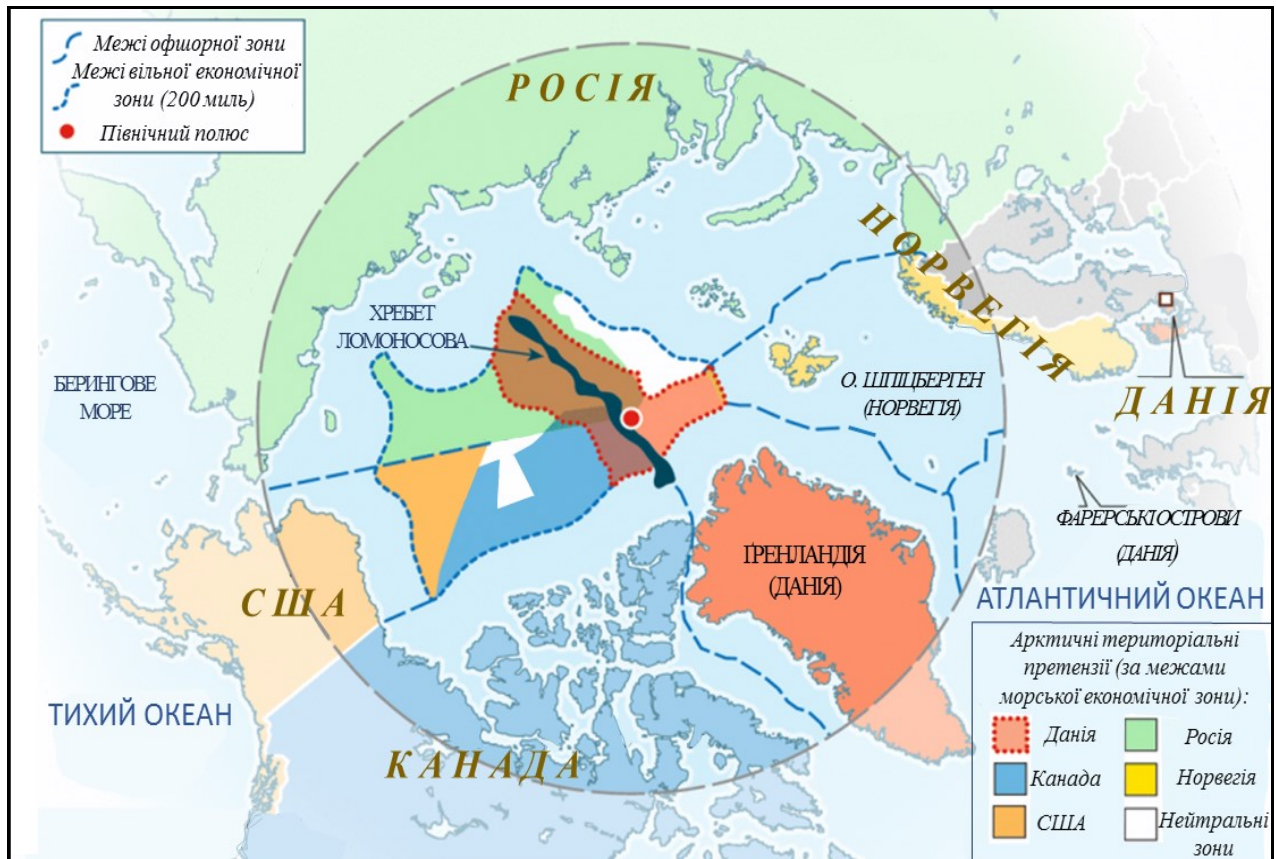 Межі офшорної зони
Межі вільної економічної
зони (200 миль)
Північний полюс
РОСІЯ
НОРВЕГІЯ
ХРЕБЕТ
ЛОМОНОСОВА
БЕРИНГОВЕ
МОРЕ
О. ШПІЦБЕРГЕН
(НОРВЕГІЯ)
ДАНІЯ
ФАРЕРСЬКІ ОСТРОВИ
(ДАНІЯ)
ҐРЕНЛАНДІЯ
(ДАНІЯ)
США
АТЛАНТИЧНИЙ ОКЕАН
ТИХИЙ ОКЕАН
КАНАДА
Арктичні територіальні
претензії (за межами
морської економічної зони):
Данія
Росія
Канада
Норвегія
США
Нейтральні
зони